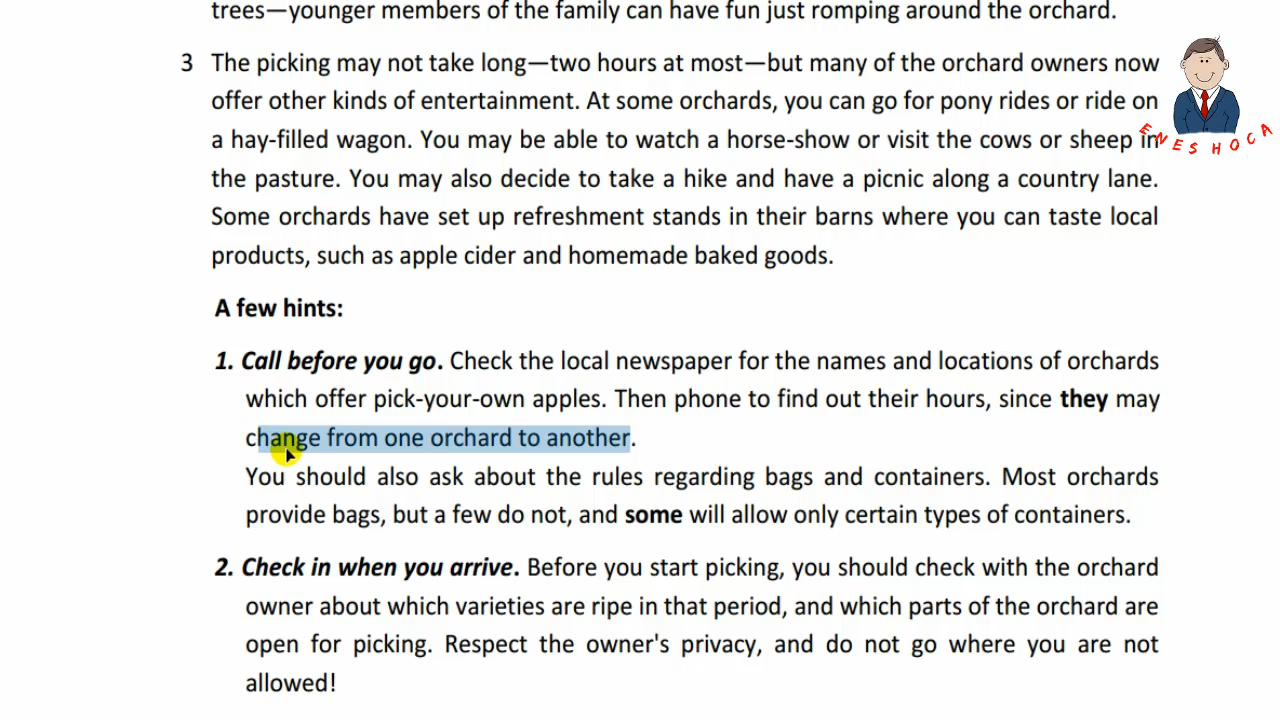 trees—younger members of the family can have fun just romping around the orchard.
3 The picking may not take long—two hours at most—but many of the orchard owners now
offer other kinds of entertainment. At some orchards, you can go for pony rides or ride on
a hay-filled wagon. You may be able to watch a horse-show or visit the cows or sheep in
the pasture. You may also decide to take a hike and have a picnic along a country lane.
Some orchards have set up refreshment stands in their barns where you can taste local
products, such as apple cider and homemade baked goods.
ENES HOCA
A few hints:
1. Call before you go. Check the local newspaper for the names and locations of orchards
which offer pick-your-own apples. Then phone to find out their hours, since they may
change from one orchard to another.
You should also ask about the rules regarding bags and containers. Most orchards
provide bags, but a few do not, and some will allow only certain types of containers.
2. Check in when you arrive. Before you start picking, you should check with the orchard
owner about which varieties are ripe in that period, and which parts of the orchard are
open for picking. Respect the owner's privacy, and do not go where you are not
allowed!